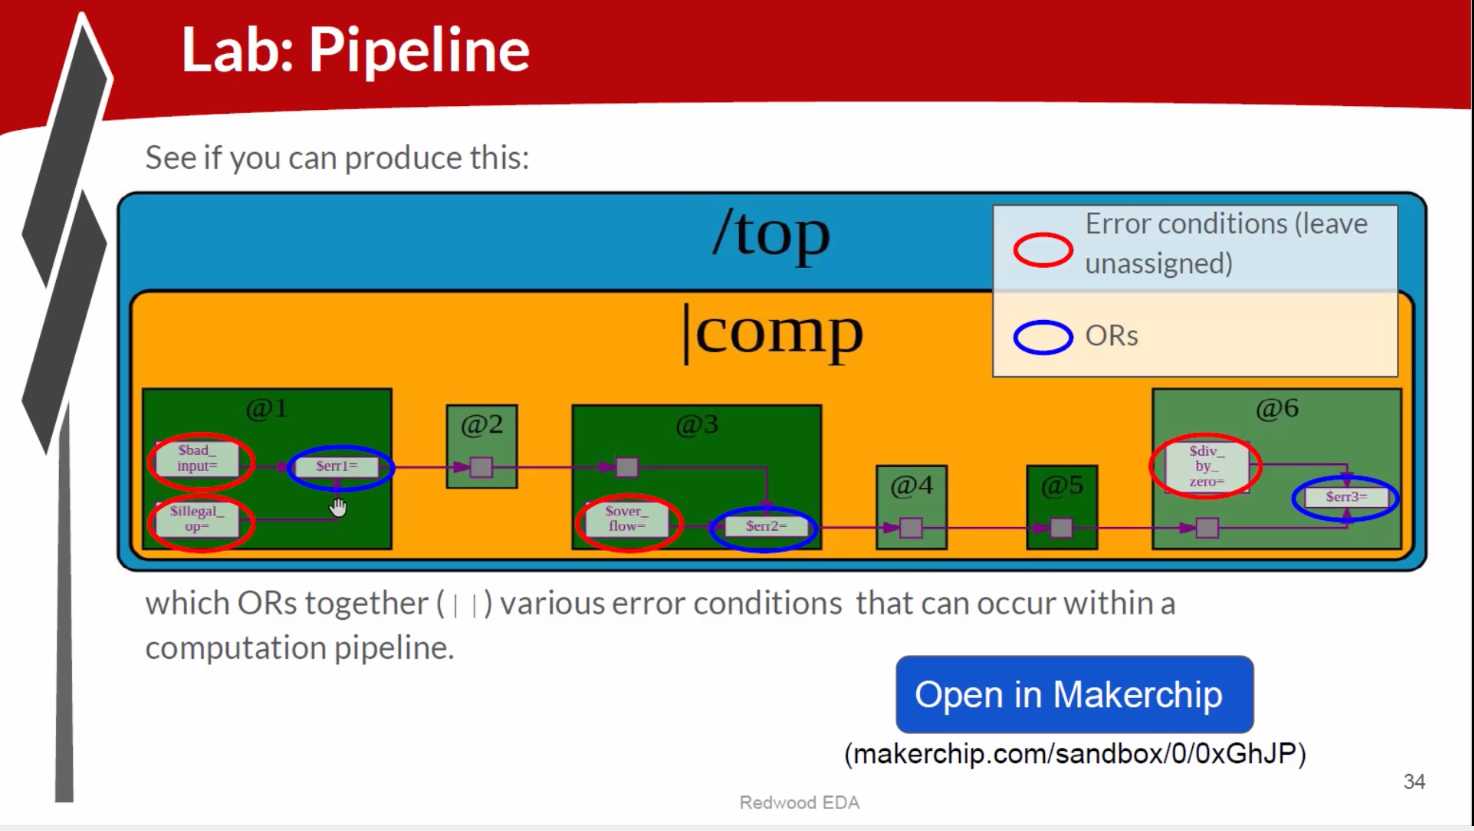 Lab: Pipeline
See if you can produce this:
/top
Error conditions (leave
unassigned)
|comp
ORs
@1
@2
@3
@4
@5
@6
$bad_
input=
$err1=
$illegal_
op=
$over_
flow=
$err2=
$div_
by_
zero=
$err3=
which ORs together (||) various error conditions that can occur within a
computation pipeline.
Open in Makerchip
(makerchip.com/sandbox/0/0xGhJP)
34
Redwood EDA